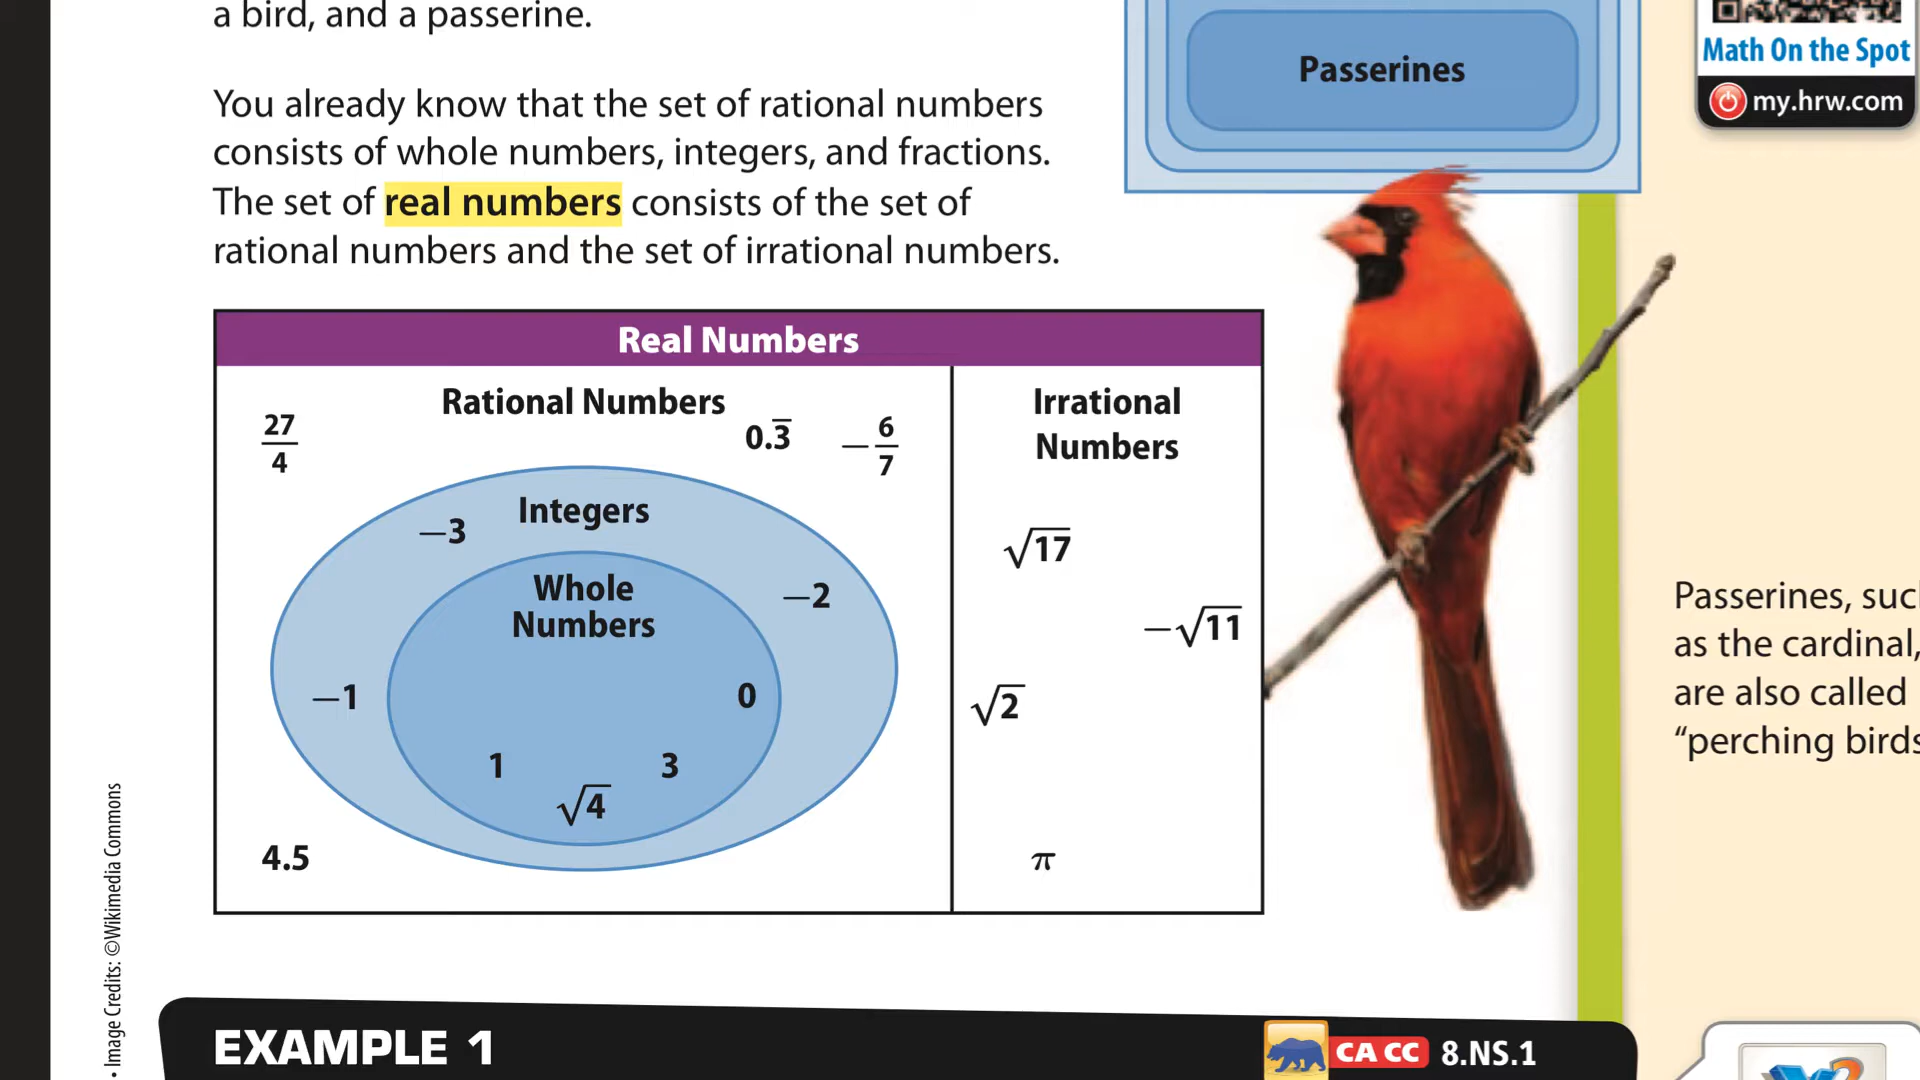 a bird, and a passerine.
You already know that the set of rational numbers
consists of whole numbers, integers, and fractions.
The set of real numbers consists of the set of
rational numbers and the set of irrational numbers.
Passerines
Math On the Spot
my.hrw.com
Real Numbers
Rational Numbers
27/4
0.3̅
−6/7
Integers
−3
−2
−1
Whole
Numbers
0
1
3
√4
4.5
Irrational
Numbers
√17
−√11
√2
π
Passerines, suc
as the cardinal,
are also called
“perching birds
• Image Credits: ©Wikimedia Commons
EXAMPLE 1
CA CC 8.NS.1